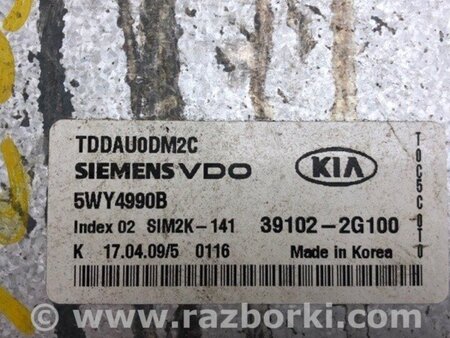 TDDAU0DM2C
SIEMENS VDO
KIA
5WY4990B
Index 02 SIM2K-141
39102-2G100
K 17.04.09/5 0116
Made in Korea
© www.razborki.com